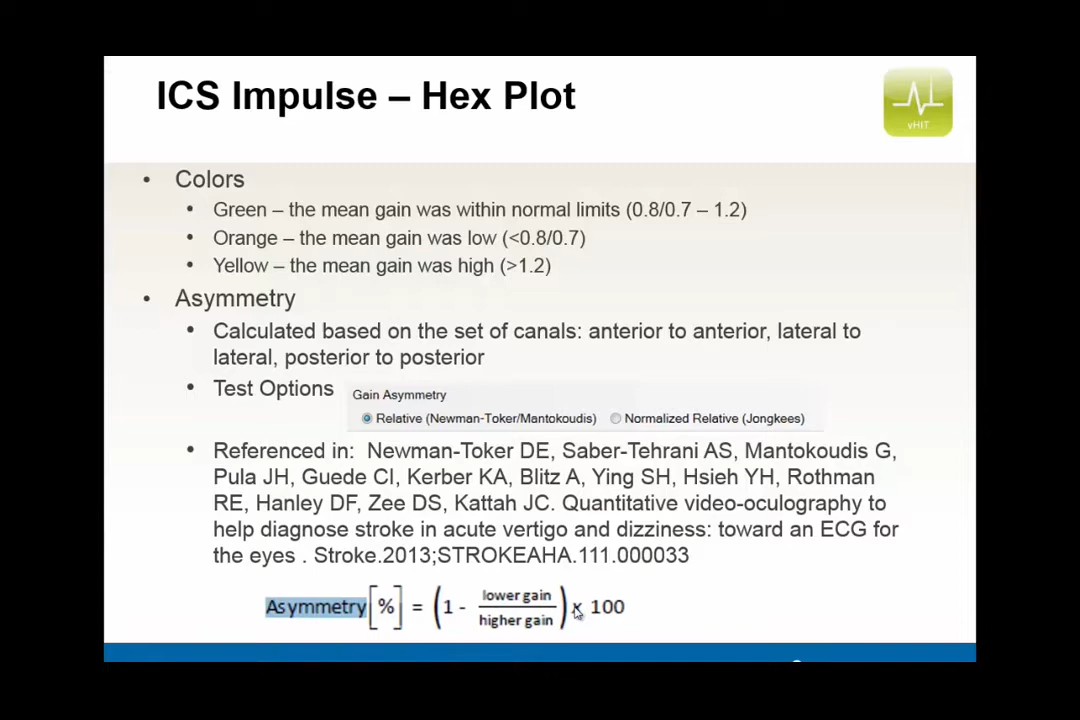 ICS Impulse – Hex Plot
vHIT
• Colors
• Green – the mean gain was within normal limits (0.8/0.7 – 1.2)
• Orange – the mean gain was low (<0.8/0.7)
• Yellow – the mean gain was high (>1.2)
• Asymmetry
• Calculated based on the set of canals: anterior to anterior, lateral to
lateral, posterior to posterior
• Test Options
Gain Asymmetry
Relative (Newman-Toker/Mantokoudis) Normalized Relative (Jongkees)
• Referenced in: Newman-Toker DE, Saber-Tehrani AS, Mantokoudis G,
Pula JH, Guede CI, Kerber KA, Blitz A, Ying SH, Hsieh YH, Rothman
RE, Hanley DF, Zee DS, Kattah JC. Quantitative video-oculography to
help diagnose stroke in acute vertigo and dizziness: toward an ECG for
the eyes . Stroke.2013;STROKEAHA.111.000033
Asymmetry[%] = (1 - lower gain / higher gain) × 100